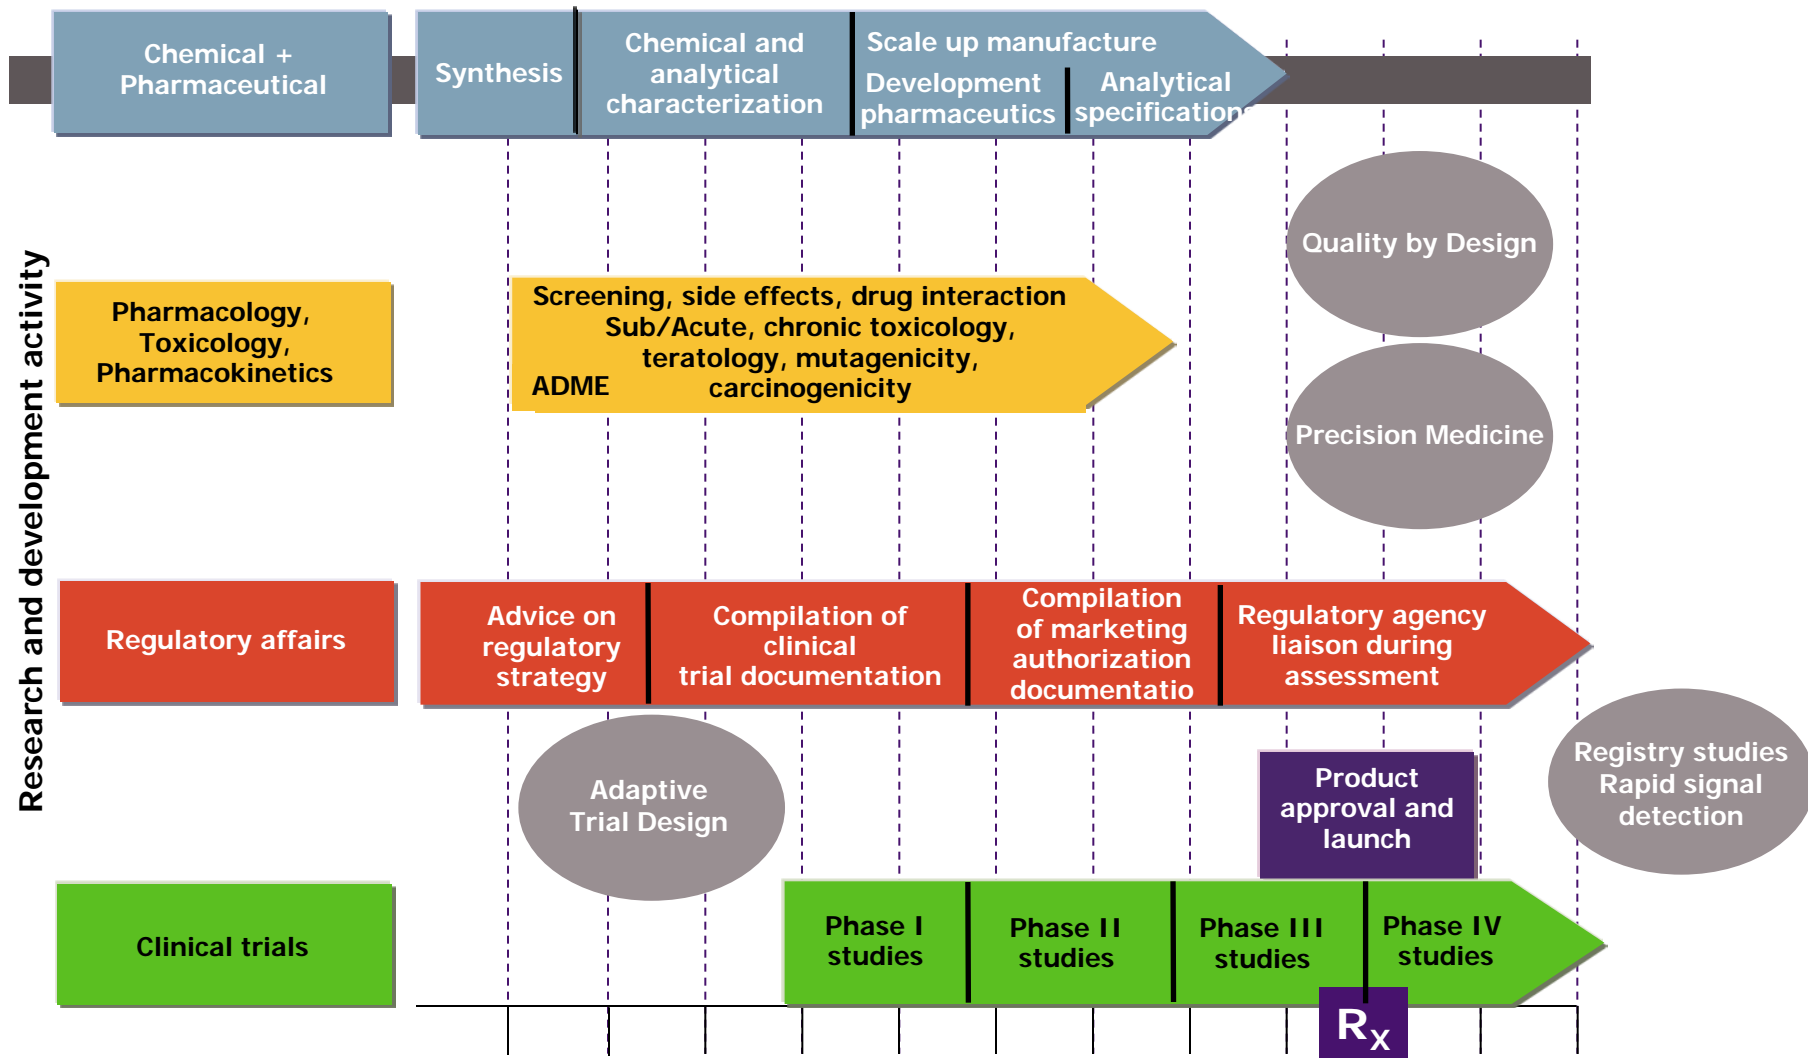 Research and development activity
Chemical +
Pharmaceutical
Synthesis
Chemical and
analytical
characterization
Scale up manufacture
Development
pharmaceutics
Analytical
specifications
Quality by Design
Pharmacology,
Toxicology,
Pharmacokinetics
Screening, side effects, drug interaction
Sub/Acute, chronic toxicology,
teratology, mutagenicity,
ADME
carcinogenicity
Precision Medicine
Regulatory affairs
Advice on
regulatory
strategy
Compilation of
clinical
trial documentation
Compilation
of marketing
authorization
documentatio
Regulatory agency
liaison during
assessment
Adaptive
Trial Design
Product
approval and
launch
Registry studies
Rapid signal
detection
Clinical trials
Phase I
studies
Phase II
studies
Phase III
studies
Phase IV
studies
RX